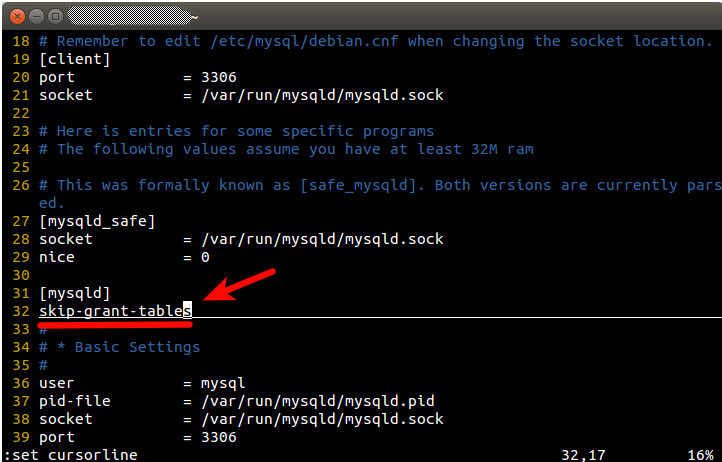 ~
18 # Remember to edit /etc/mysql/debian.cnf when changing the socket location.
19 [client]
20 port            = 3306
21 socket          = /var/run/mysqld/mysqld.sock
22
23 # Here is entries for some specific programs
24 # The following values assume you have at least 32M ram
25
26 # This was formally known as [safe_mysqld]. Both versions are currently pars
ed.
27 [mysqld_safe]
28 socket          = /var/run/mysqld/mysqld.sock
29 nice            = 0
30
31 [mysqld]
32 skip-grant-tables
33 #
34 # * Basic Settings
35 #
36 user            = mysql
37 pid-file        = /var/run/mysqld/mysqld.pid
38 socket          = /var/run/mysqld/mysqld.sock
39 port            = 3306
:set cursorline 32,17 16%